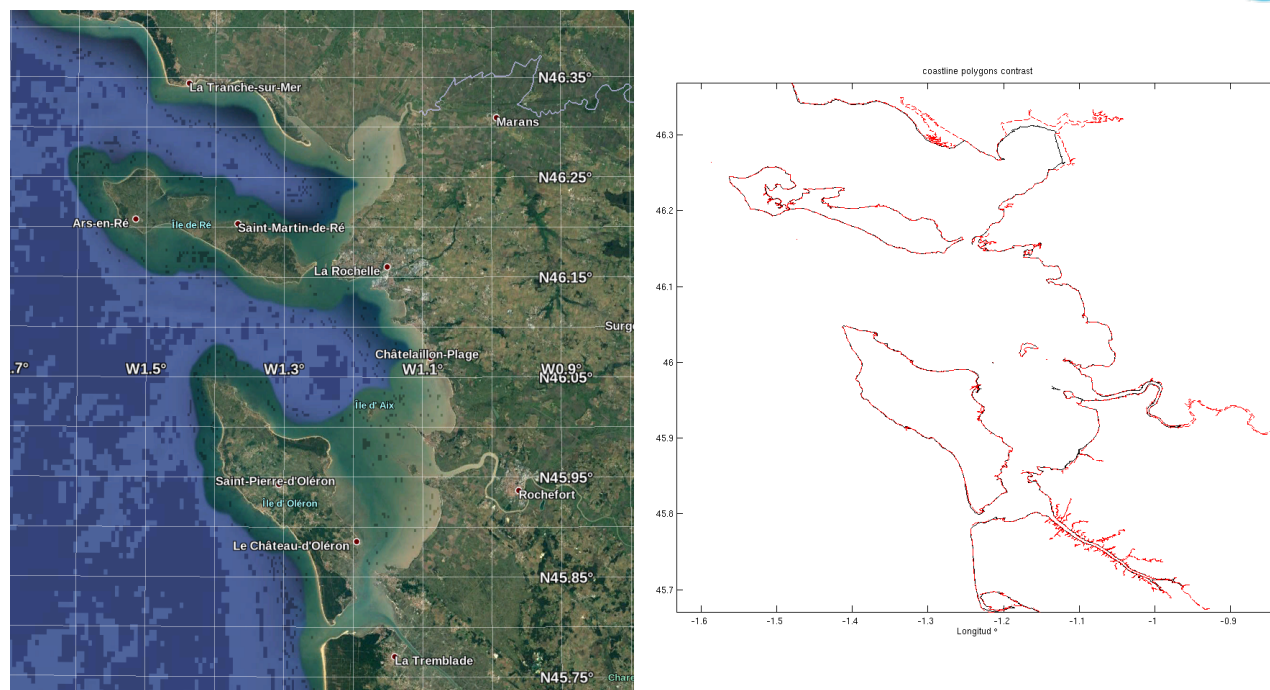 N46.35°
La Tranche-sur-Mer
Marans
N46.25°
Ars-en-Ré
Île de Ré
Saint-Martin-de-Ré
La Rochelle
N46.15°
Surg
Châtelaillon-Plage
.7°
W1.5°
W1.3°
W1.1°
W0.9°
N46.05°
Île d' Aix
Saint-Pierre-d'Oléron
N45.95°
Rochefort
Île d' Oléron
Le Château-d'Oléron
N45.85°
La Tremblade
N45.75°
Chare
coastline polygons contrast
46.3
46.2
46.1
46
45.9
45.8
45.7
-1.6
-1.5
-1.4
-1.3
-1.2
-1.1
-1
-0.9
Longitud °